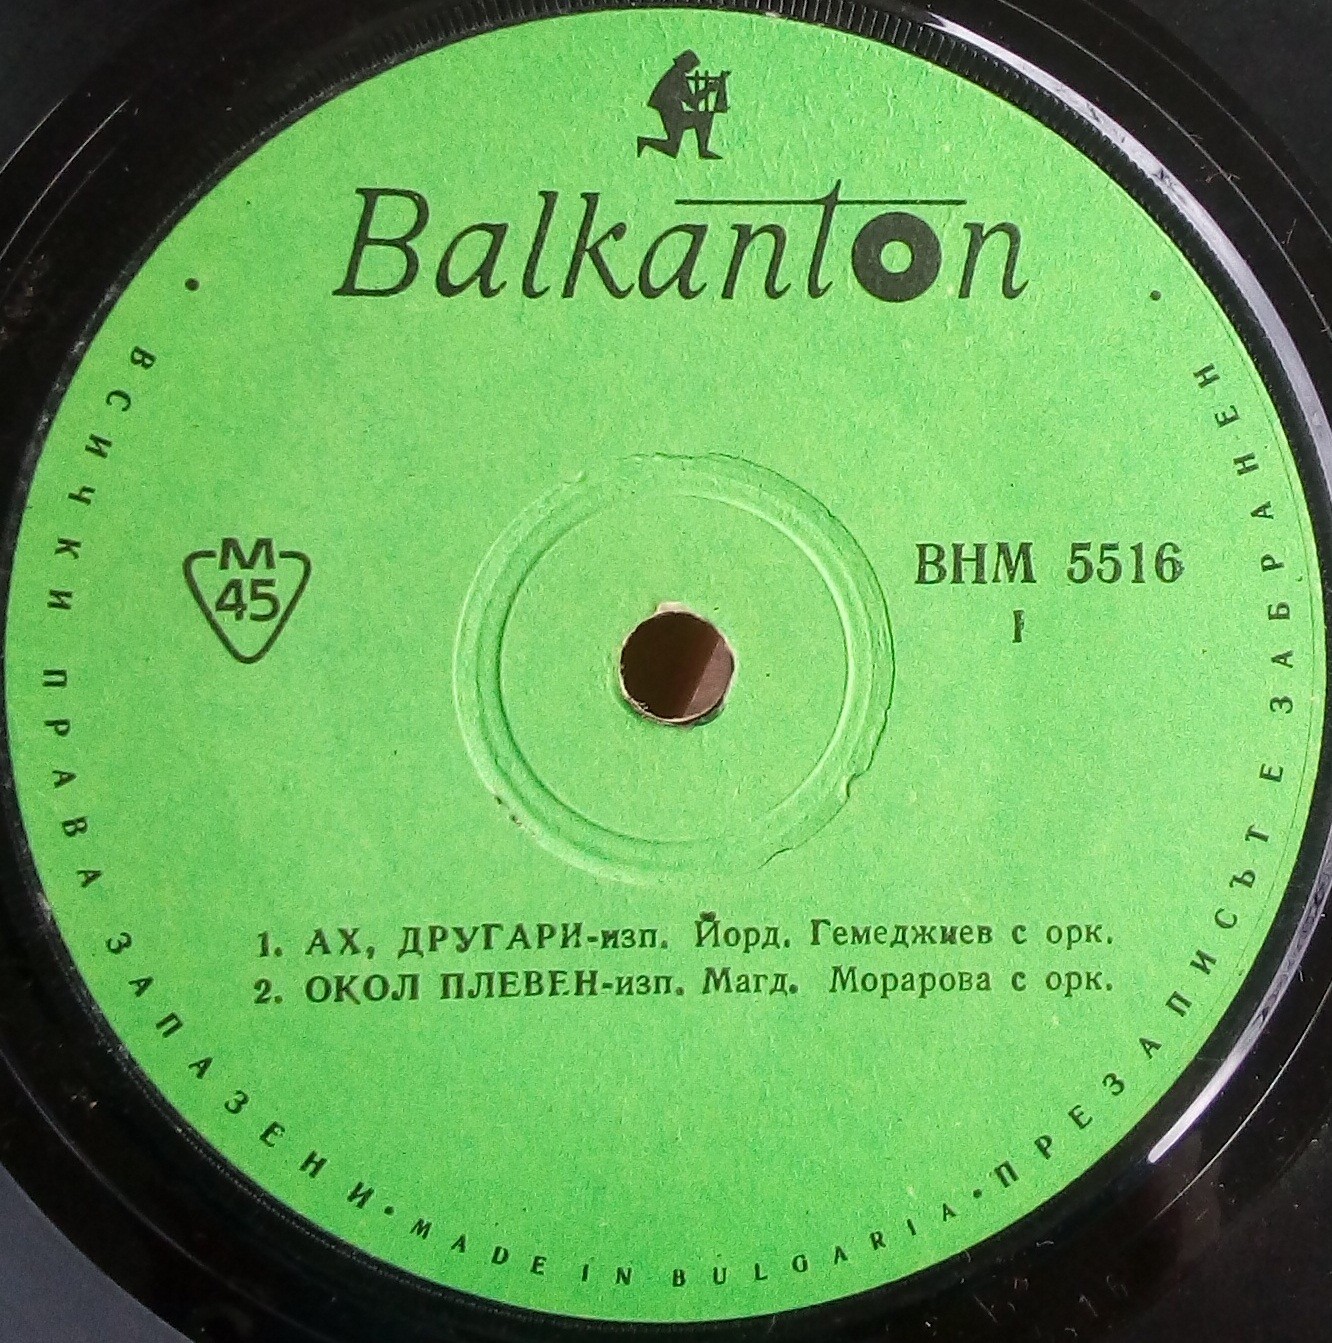 Balkanton
М
45
ВНМ 5516
I
1. АХ, ДРУГАРИ-изп. Йорд. Гемеджиев с орк.
2. ОКОЛ ПЛЕВЕН-изп. Магд. Морарова с орк.
• ВСИЧКИ ПРАВА ЗАПАЗЕНИ • MADE IN BULGARIA • ПРЕЗАПИСЪТ Е ЗАБРАНЕН •